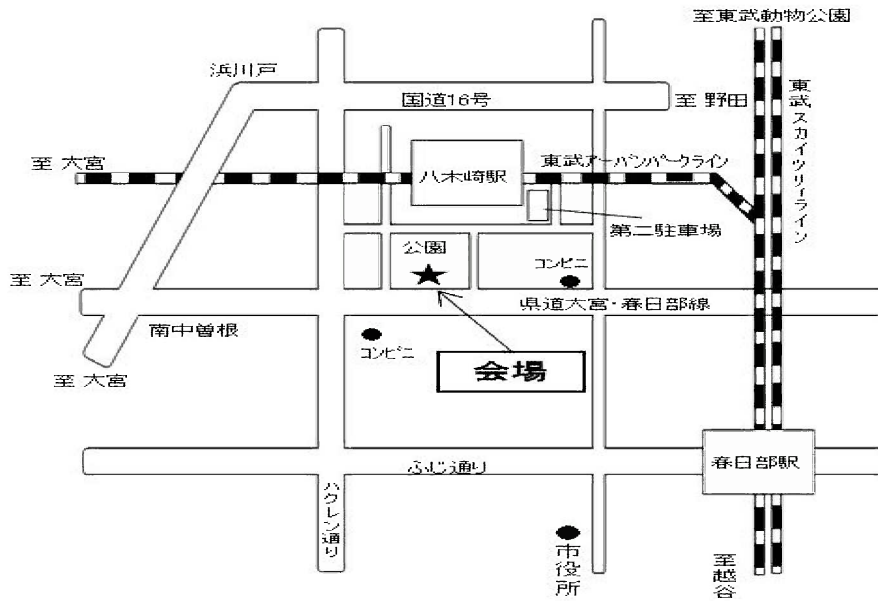 至東武動物公園
浜川戸
国道16号
至 野田
東武スカイツリーライン
至 大宮
八木崎駅
東武アーバンパークライン
第二駐車場
公園
コンビニ
至 大宮
県道大宮・春日部線
南中曽根
コンビニ
会場
至 大宮
ふじ通り
春日部駅
ハクレン通り
市役所
至越谷